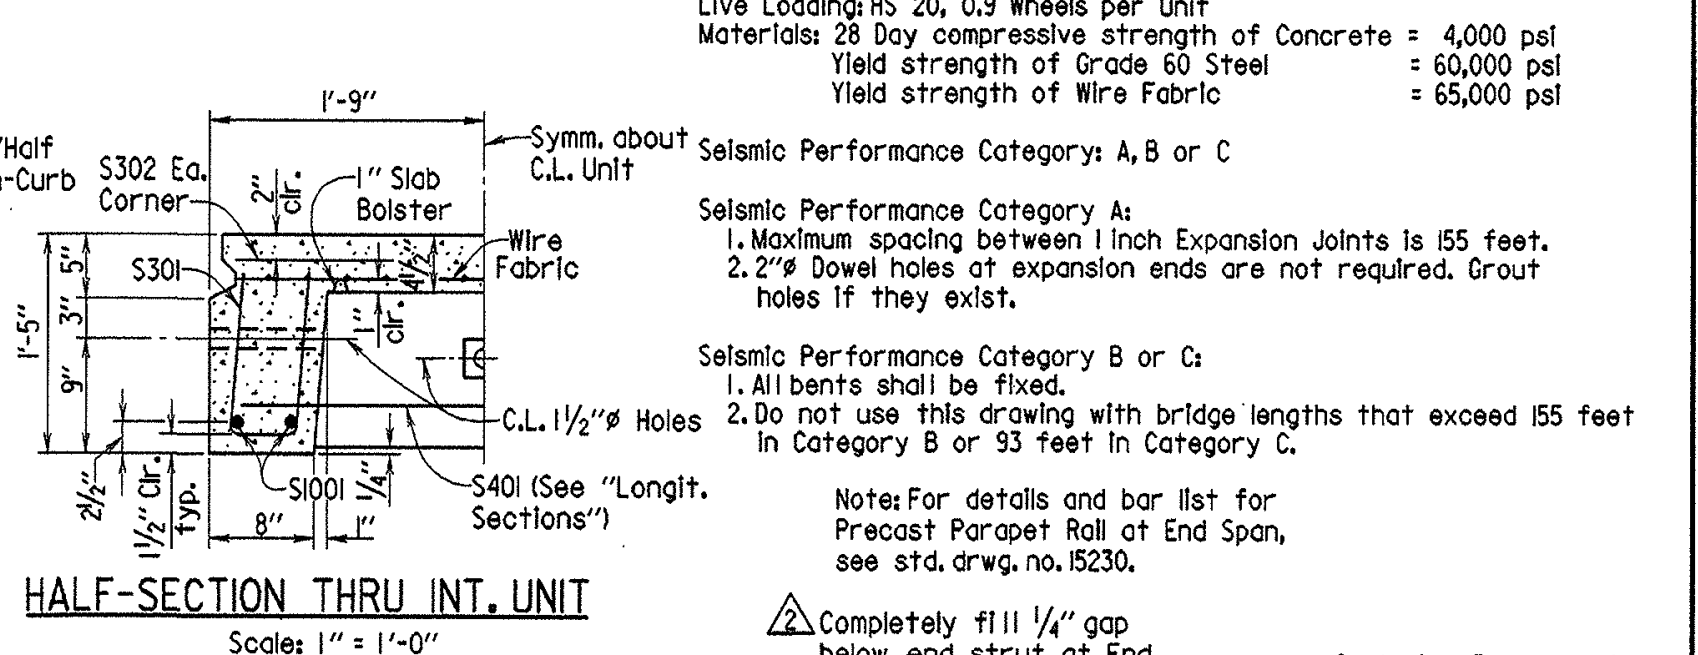 1'-9"
"Half
-Curb
S302 Ea.
Corner
2"
clr.
1" Slab
Bolster
Symm. about
C.L. Unit
S301
Wire
Fabric
4½"
1'-5"
5"
3"
9"
1"
clr.
C.L. 1½"ø Holes
2½"
1½" Clr.
typ.
S1001
¼"
S401 (See "Longit.
Sections")
8"
1"
HALF-SECTION THRU INT. UNIT
Scale: 1" = 1'-0"
Live Loading: HS 20, 0.9 Wheels per Unit
Materials: 28 Day compressive strength of Concrete = 4,000 psi
Yield strength of Grade 60 Steel = 60,000 psi
Yield strength of Wire Fabric = 65,000 psi
Seismic Performance Category: A, B or C
Seismic Performance Category A:
1. Maximum spacing between 1 inch Expansion Joints is 155 feet.
2. 2"ø Dowel holes at expansion ends are not required. Grout
holes if they exist.
Seismic Performance Category B or C:
1. All bents shall be fixed.
2. Do not use this drawing with bridge lengths that exceed 155 feet
in Category B or 93 feet in Category C.
Note: For details and bar list for
Precast Parapet Rail at End Span,
see std. drwg. no. 15230.
2 Completely fill ¼" gap
below end strut at End